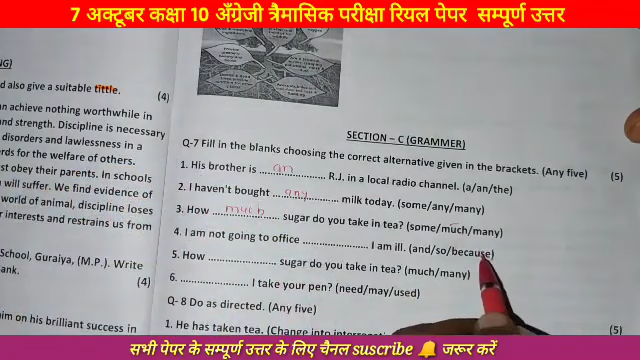 7 अक्टूबर कक्षा 10 अँग्रेजी त्रैमासिक परीक्षा रियल पेपर सम्पूर्ण उत्तर
NG)
d also give a suitable tittle.
(4)
n achieve nothing worthwhile in
and strength. Discipline is necessary
disorders and lawlessness in a
rds for the welfare of others.
st obey their parents. In schools
will suffer. We find evidence of
world of animal, discipline loses
r interests and restrains us from
School, Guraiya, (M.P.). Write
ank.
(4)
im on his brilliant success in
SECTION – C (GRAMMER)
Q-7 Fill in the blanks choosing the correct alternative given in the brackets. (Any five) (5)
1. His brother is ... an ... R.J. in a local radio channel. (a/an/the)
2. I haven't bought ... any ... milk today. (some/any/many)
3. How ... much ... sugar do you take in tea? (some/much/many)
4. I am not going to office ...................... I am ill. (and/so/because)
5. How ...................... sugar do you take in tea? (much/many)
6. ...................... I take your pen? (need/may/used)
Q- 8 Do as directed. (Any five) (5)
1. He has taken tea. (Change into
सभी पेपर के सम्पूर्ण उत्तर के लिए चैनल suscribe 🔔 जरूर करें